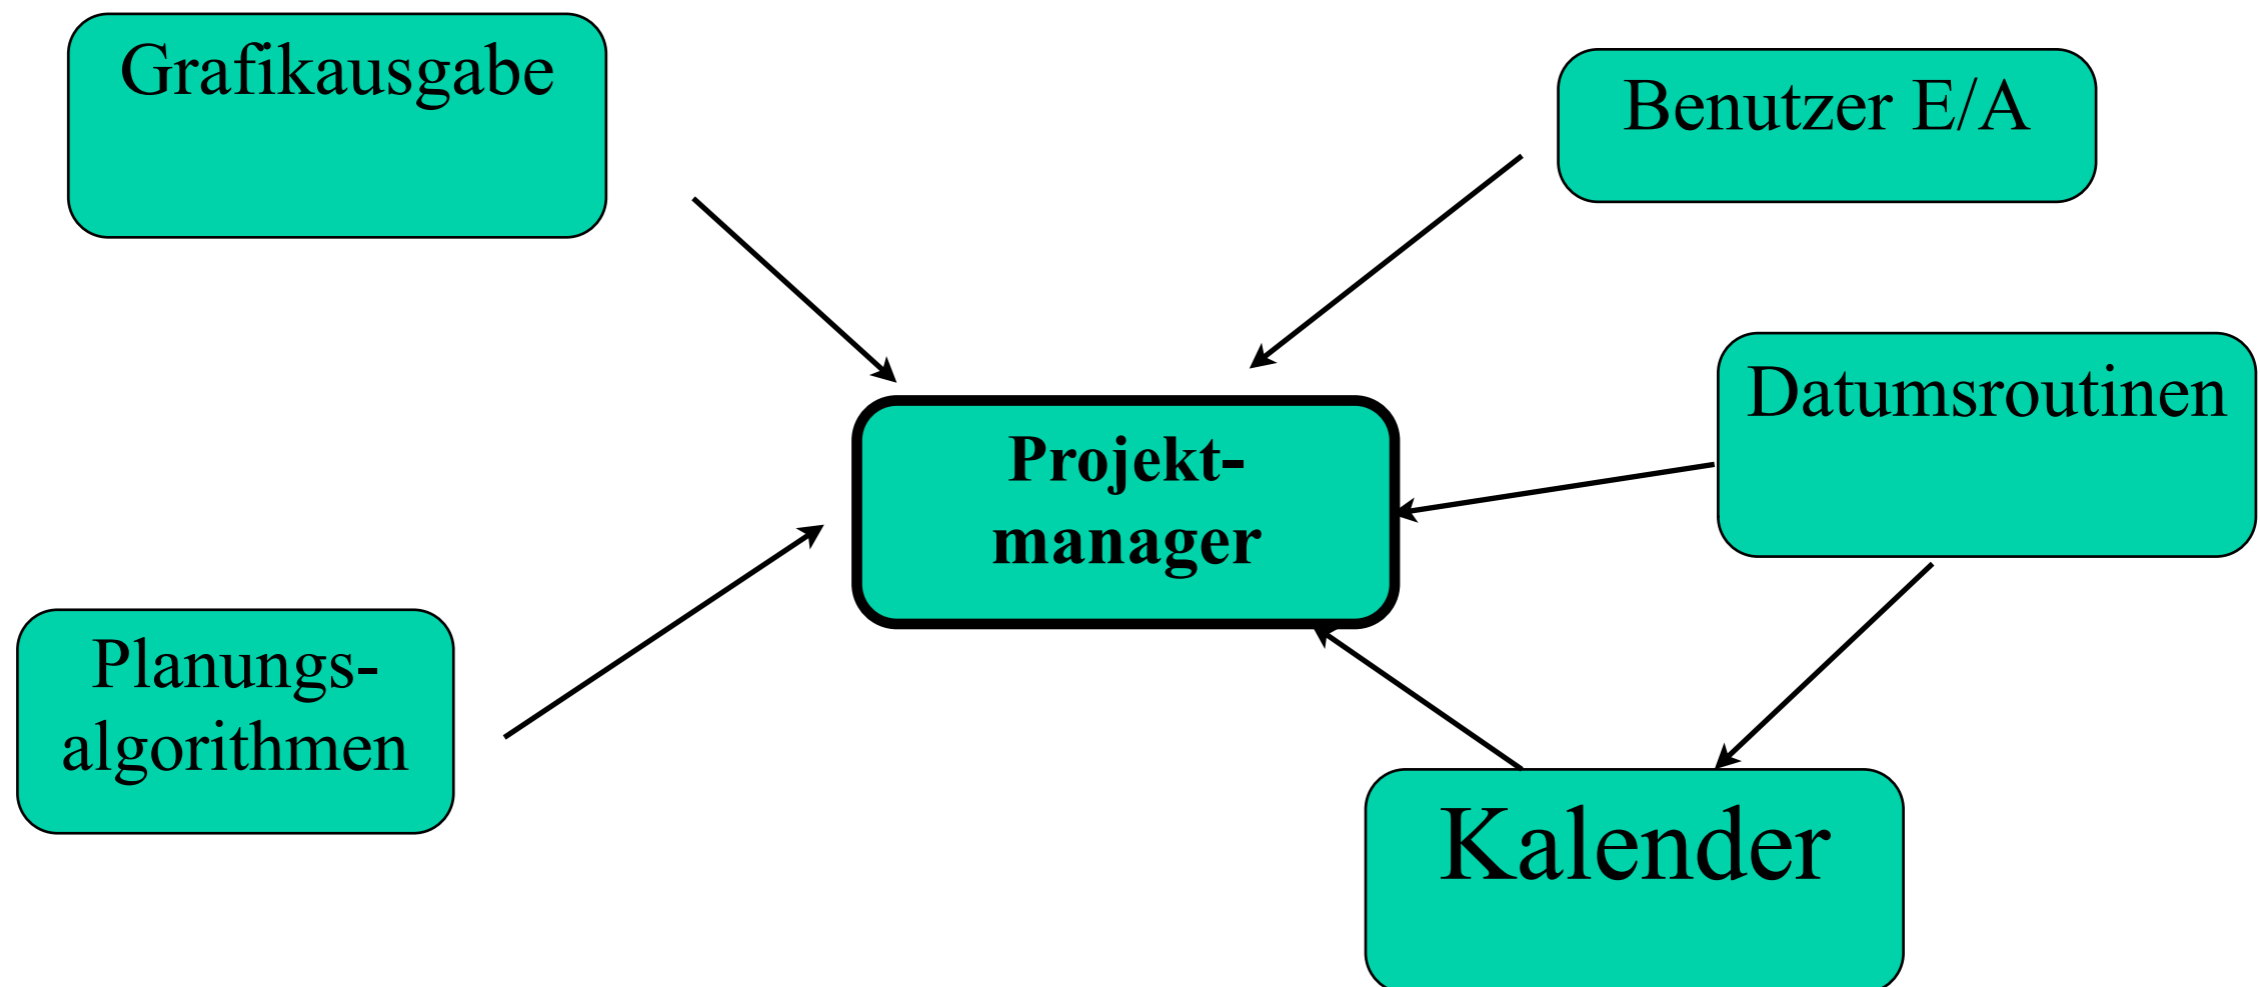 Grafikausgabe
Benutzer E/A
Datumsroutinen
Projekt-
manager
Planungs-
algorithmen
Kalender